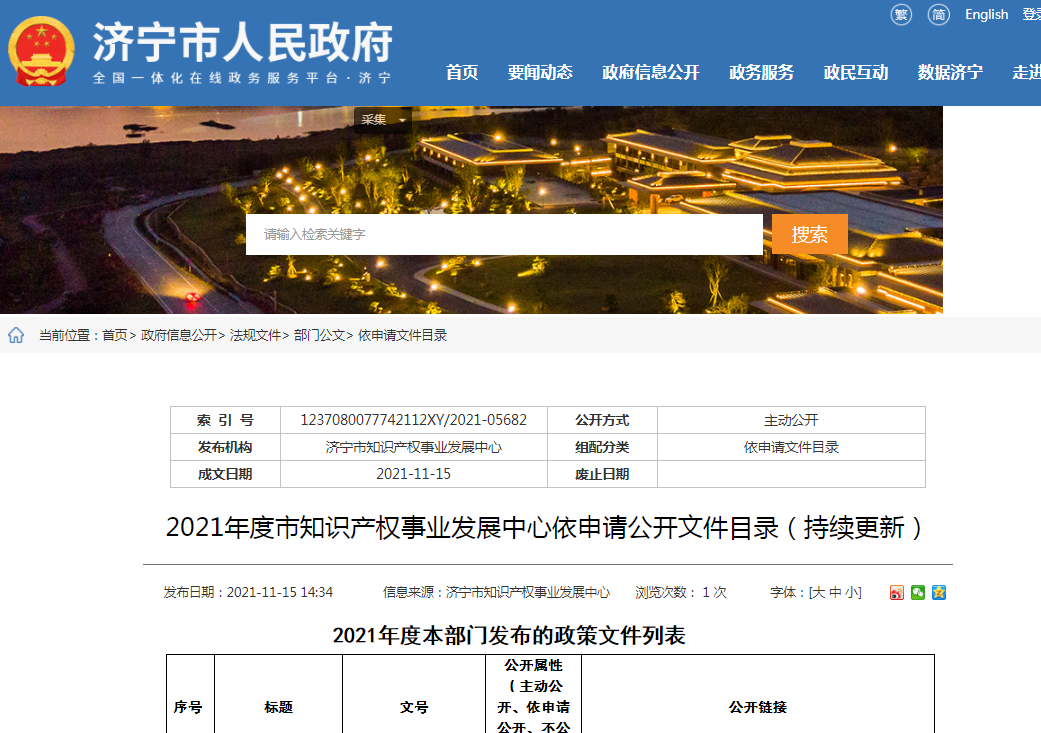 繁 简 English 登录
济宁市人民政府
全国一体化在线政务服务平台·济宁
首页 要闻动态 政府信息公开 政务服务 政民互动 数据济宁 走进
采集
请输入检索关键字 搜索
当前位置：首页> 政府信息公开> 法规文件> 部门公文> 依申请文件目录
索 引 号 1237080077742112XY/2021-05682 公开方式 主动公开
发布机构 济宁市知识产权事业发展中心 组配分类 依申请文件目录
成文日期 2021-11-15 废止日期
2021年度市知识产权事业发展中心依申请公开文件目录（持续更新）
发布日期：2021-11-15 14:34 信息来源：济宁市知识产权事业发展中心 浏览次数： 1 次 字体：[大 中 小]
2021年度本部门发布的政策文件列表
序号 标题 文号 公开属性（主动公开、依申请公开、不公 公开链接